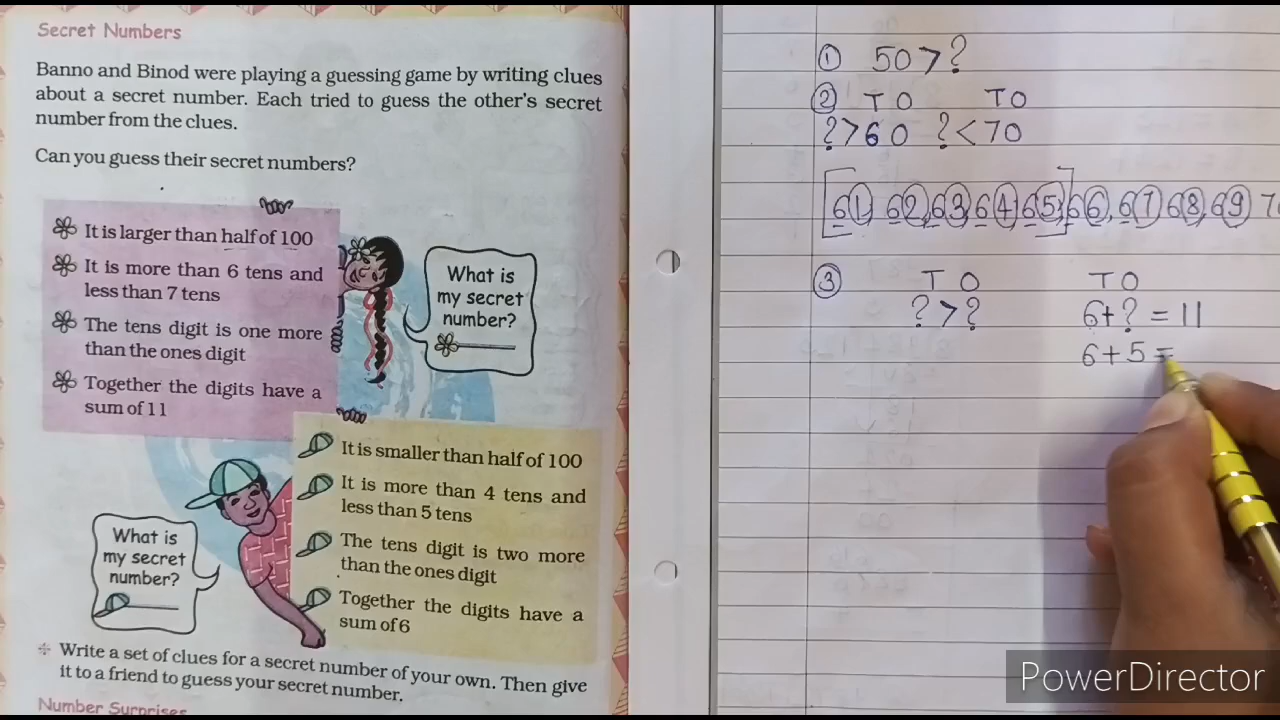 Secret Numbers
Banno and Binod were playing a guessing game by writing clues
about a secret number. Each tried to guess the other's secret
number from the clues.
Can you guess their secret numbers?
It is larger than half of 100
It is more than 6 tens and
less than 7 tens
The tens digit is one more
than the ones digit
Together the digits have a
sum of 11
What is
my secret
number?
It is smaller than half of 100
It is more than 4 tens and
less than 5 tens
The tens digit is two more
than the ones digit
Together the digits have a
sum of 6
What is
my secret
number?
Write a set of clues for a secret number of your own. Then give
it to a friend to guess your secret number.
Number Surprises
① 50 > ?
② T O T O
? > 60 ? < 70
[61, 62, 63, 64, 65,] 66, 67, 68, 69, 70
③ T O T O
? > ? 6 + ? = 11
6 + 5 =
PowerDirector